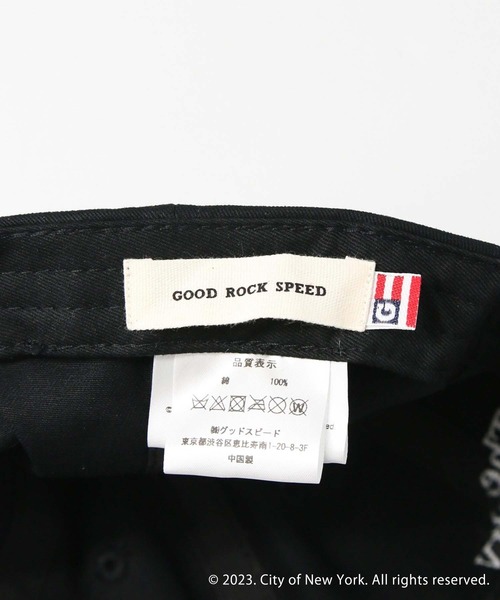 GOOD ROCK SPEED
G
品質表示
綿 100%
㈱グッドスピード
東京都渋谷区恵比寿南1-20-8-3F
中国製
© 2023. City of New York. All rights reserved.